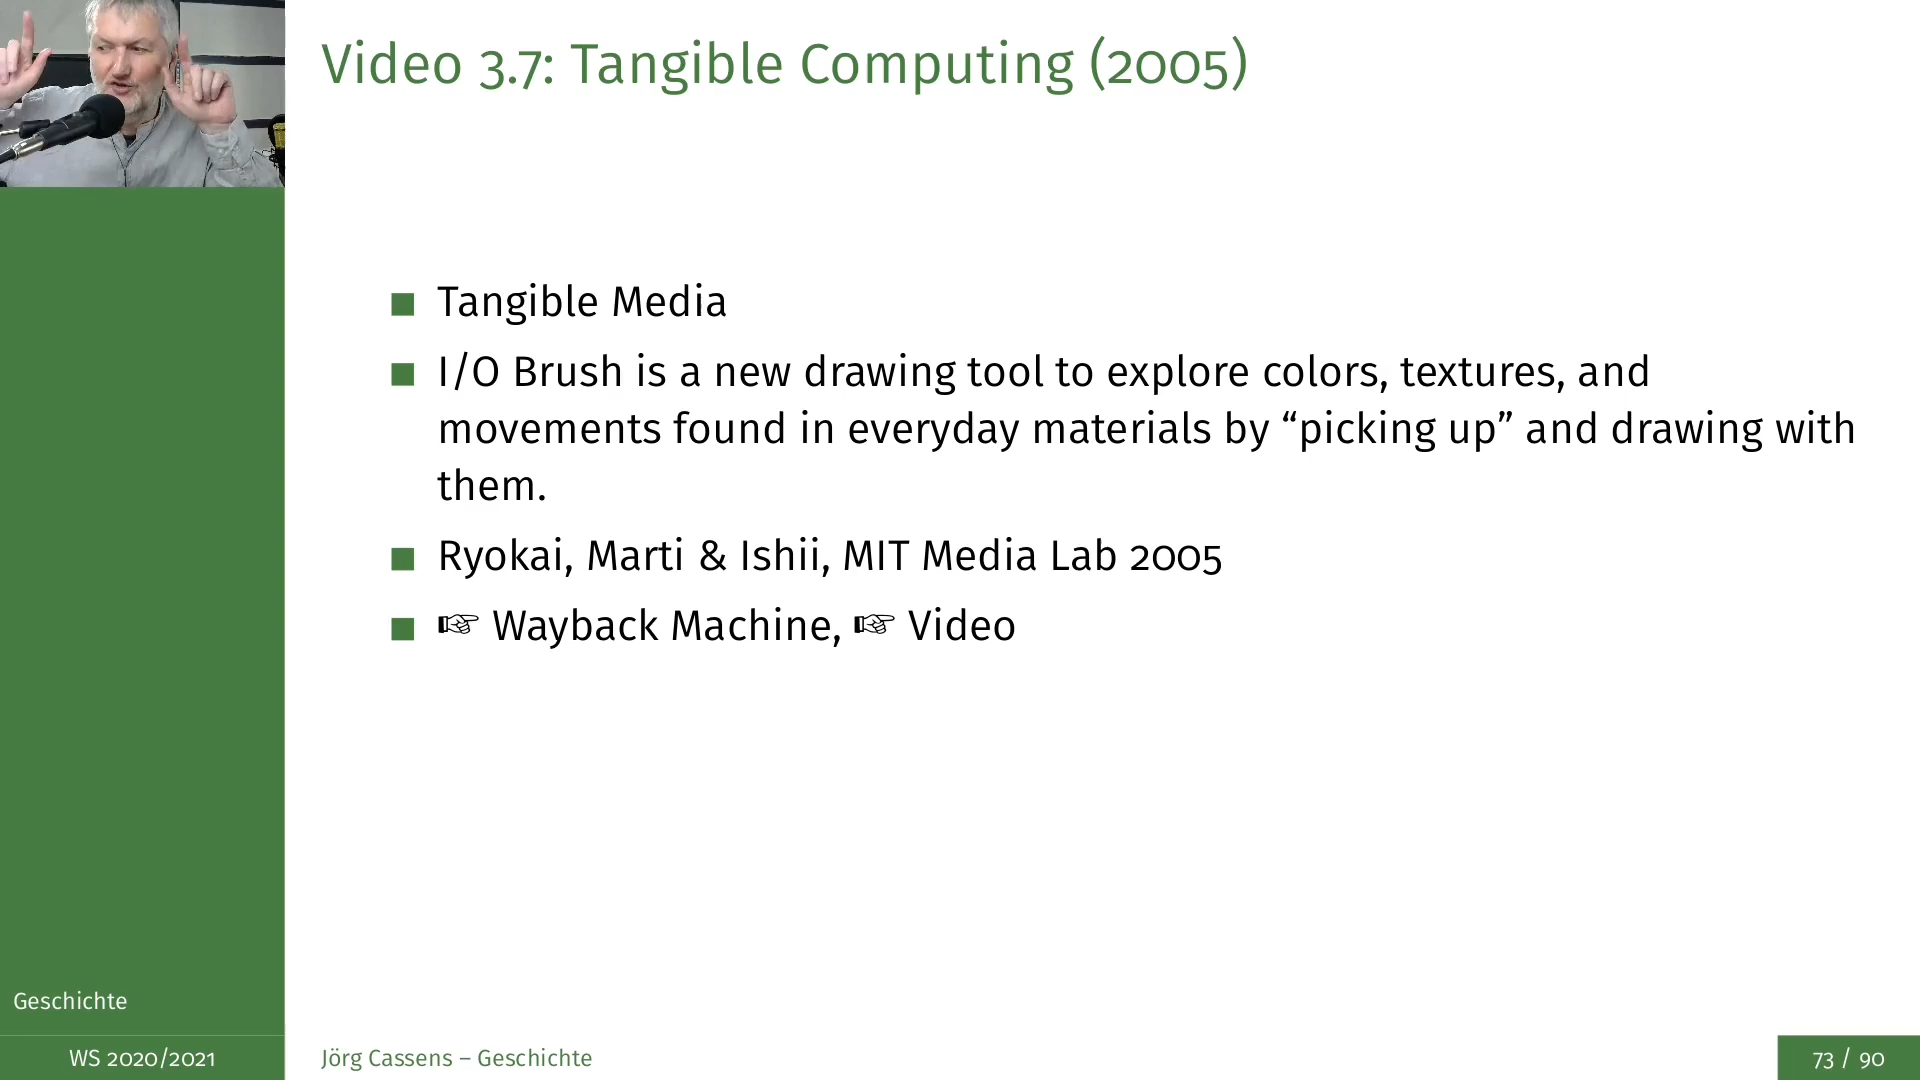 Video 3.7: Tangible Computing (2005)
■ Tangible Media
■ I/O Brush is a new drawing tool to explore colors, textures, and
movements found in everyday materials by “picking up” and drawing with
them.
■ Ryokai, Marti & Ishii, MIT Media Lab 2005
■ ☞ Wayback Machine, ☞ Video
Geschichte
WS 2020/2021
Jörg Cassens – Geschichte
73 / 90